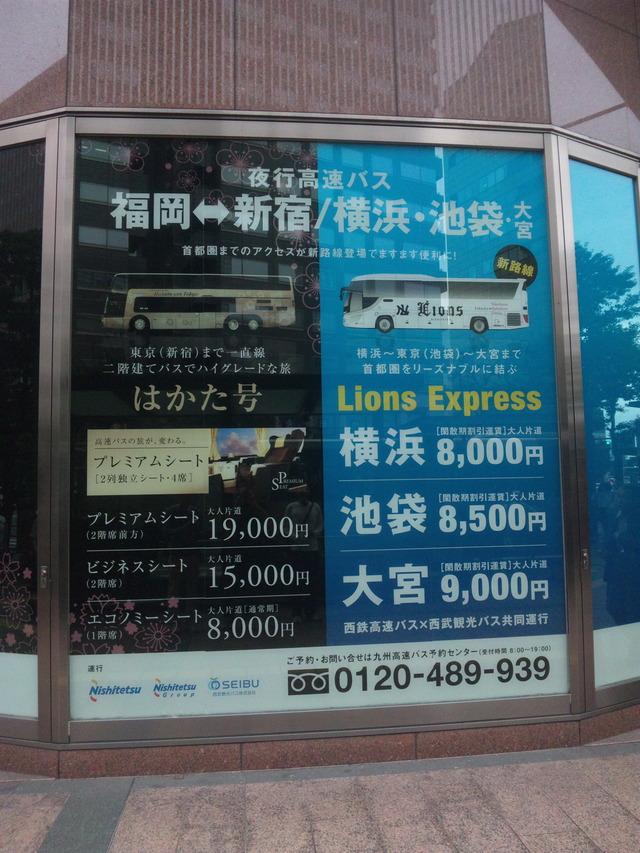 夜行高速バス
福岡↔新宿/横浜・池袋・大宮
首都圏までのアクセスが新路線登場でますます便利に!
新路線
Lions
東京(新宿)まで一直線
二階建てバスでハイグレードな旅
はかた号
高速バスの旅が、変わる。
プレミアムシート
[2列独立シート・4席]
PREMIUM
SEAT
プレミアムシート
(2階席前方)
大人片道
19,000円
ビジネスシート
(2階席)
大人片道
15,000円
エコノミーシート
(1階席)
大人片道[通常期]
8,000円
横浜~東京(池袋)~大宮まで
首都圏をリーズナブルに結ぶ
Lions Express
横浜
[閑散期割引運賃]大人片道
8,000円
池袋
[閑散期割引運賃]大人片道
8,500円
大宮
[閑散期割引運賃]大人片道
9,000円
西鉄高速バス×西武観光バス共同運行
運行
Nishitetsu
Nishitetsu
Group
SEIBU
西武観光バス株式会社
ご予約・お問い合せは九州高速バス予約センター(受付時間 8:00~19:00)
0120-489-939